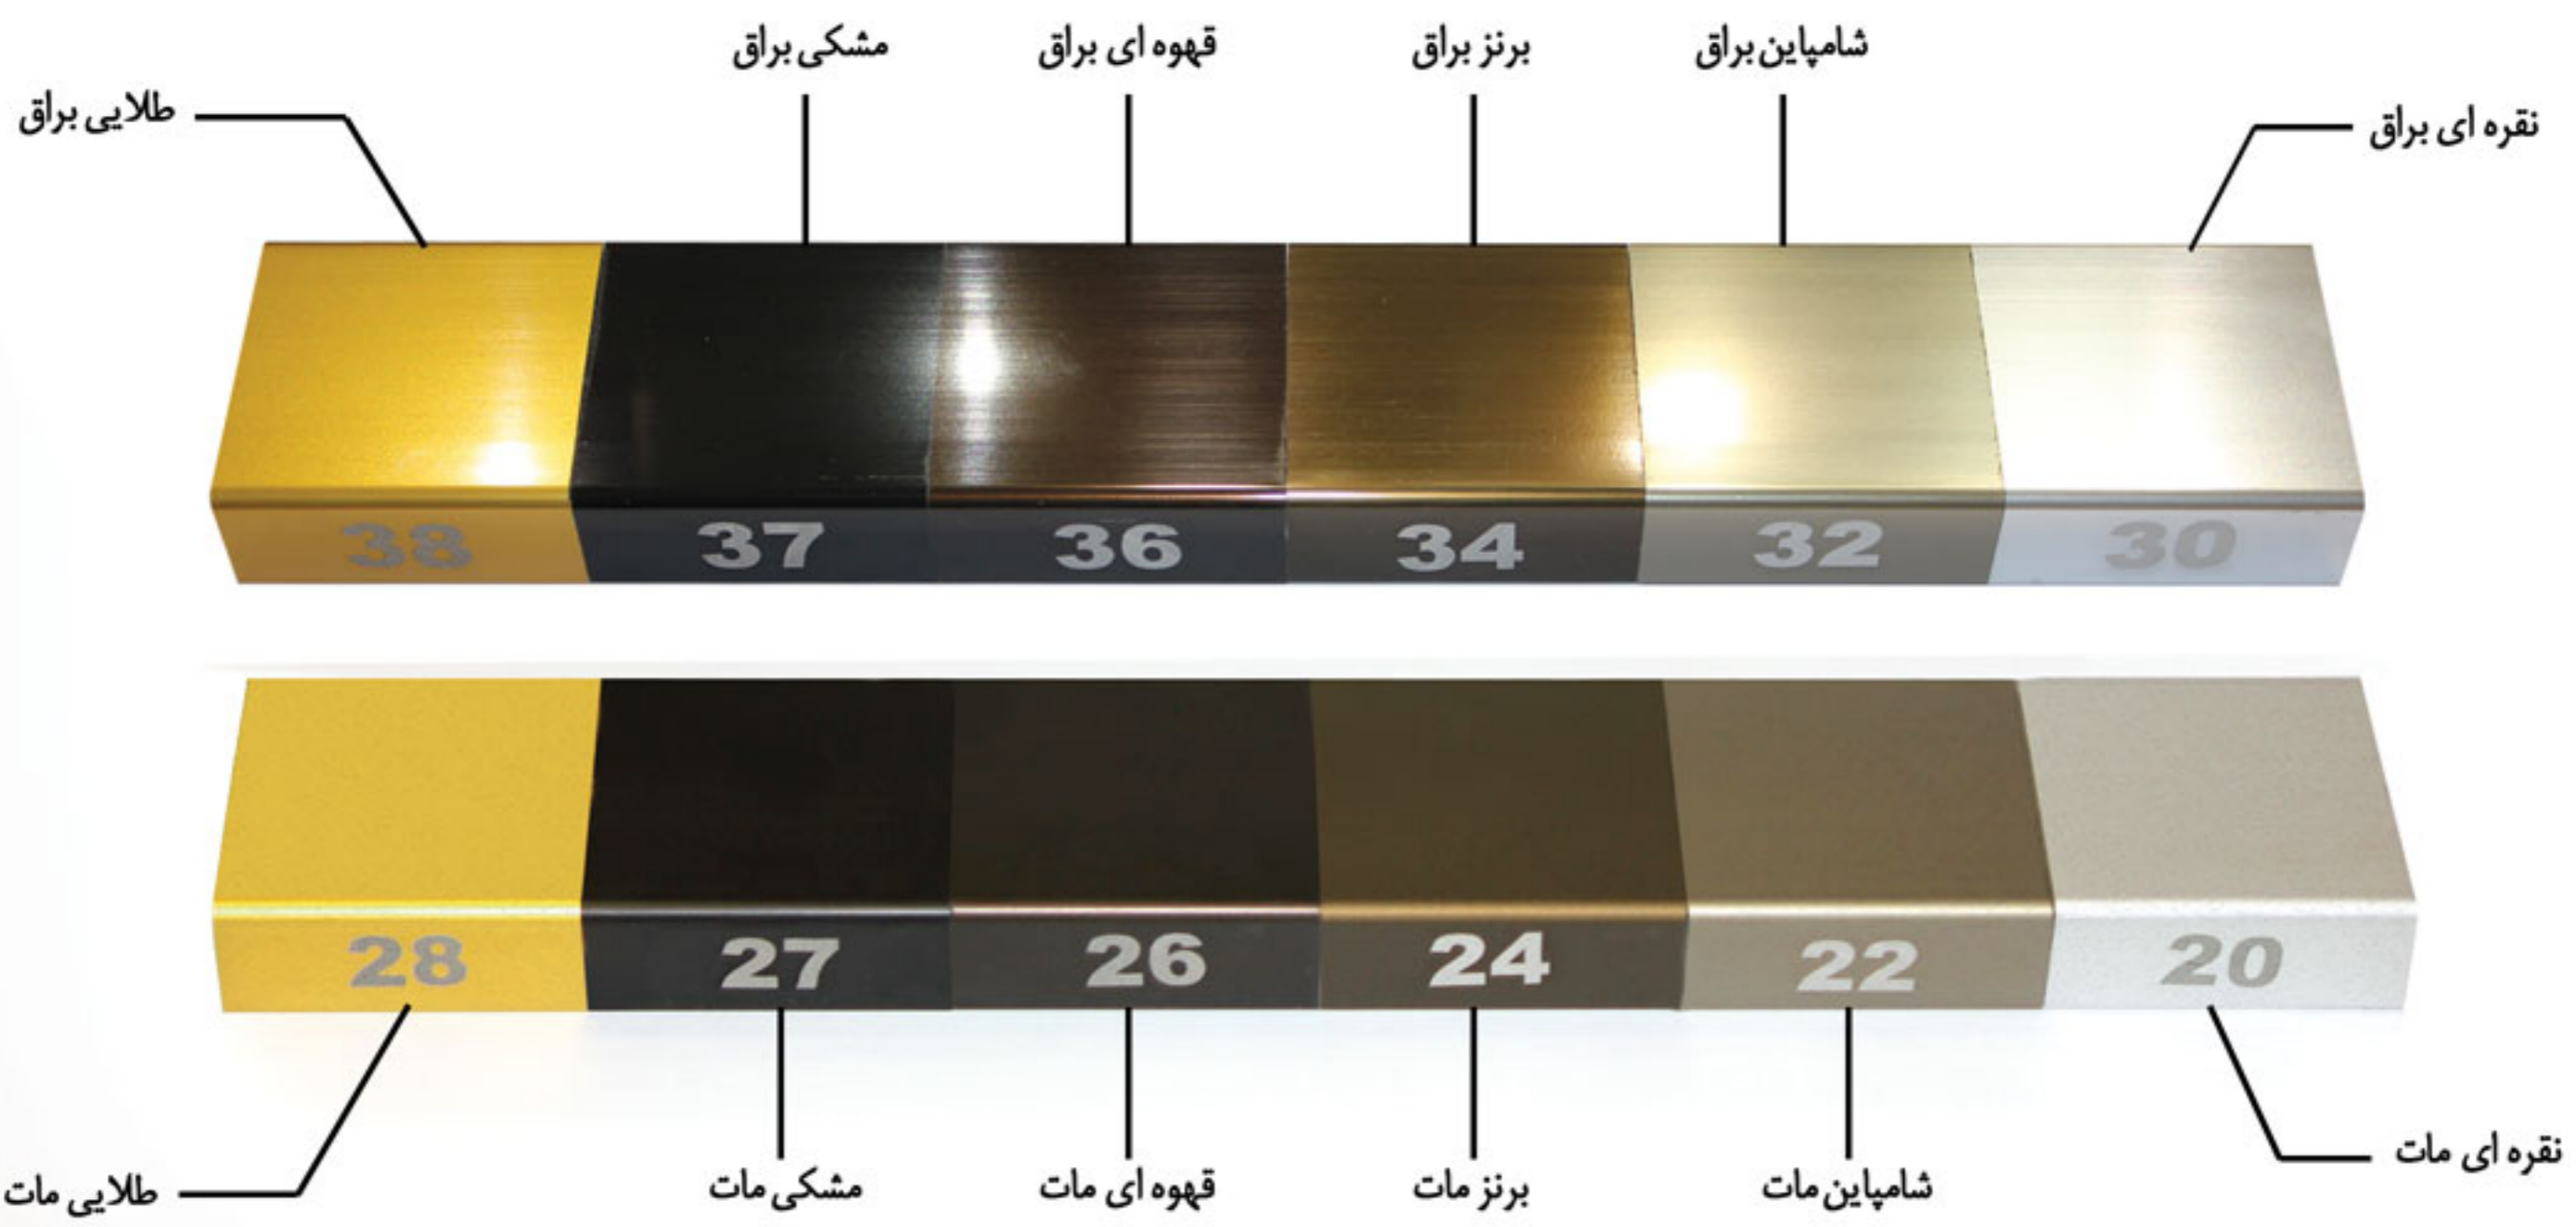 نقره ای براق
شامپاین براق
برنز براق
قهوه ای براق
مشکی براق
طلایی براق
38 37 36 34 32 30
28 27 26 24 22 20
نقره ای مات
شامپاین مات
برنز مات
قهوه ای مات
مشکی مات
طلایی مات